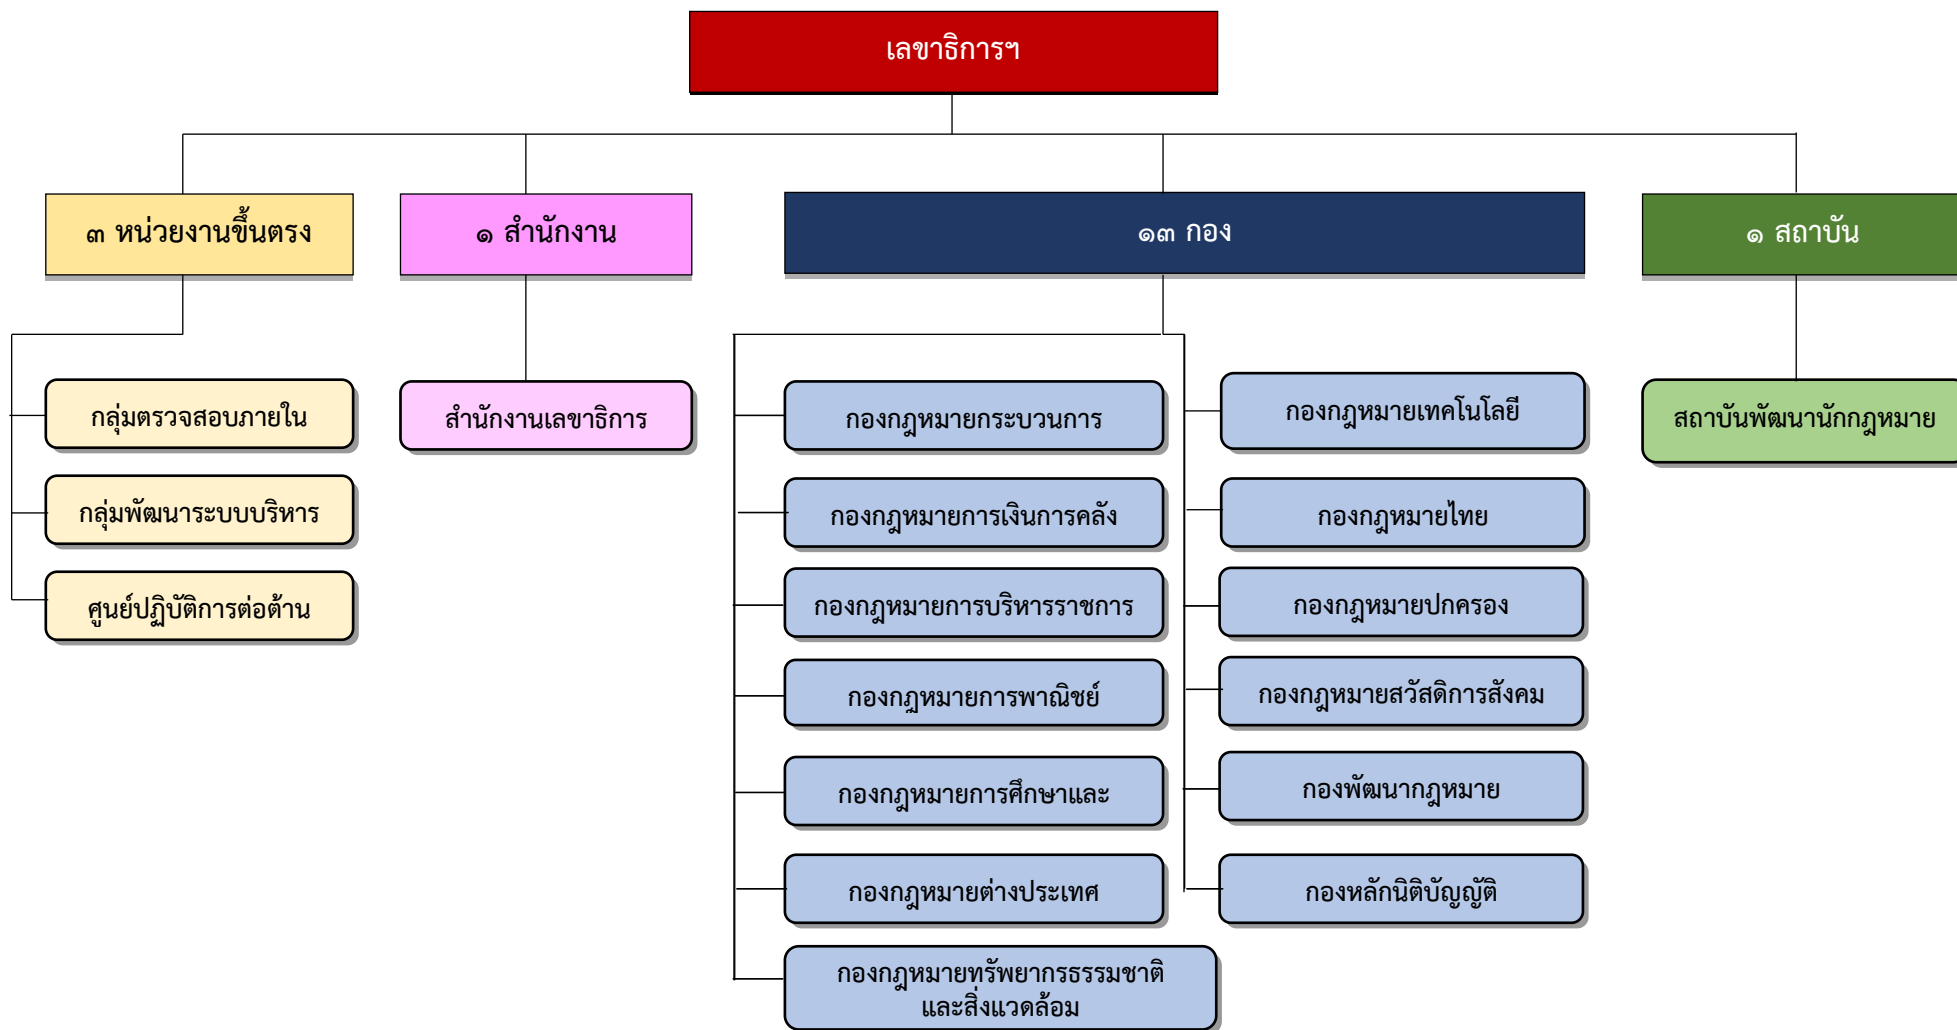 เลขาธิการฯ
๓ หน่วยงานขึ้นตรง
๑ สำนักงาน
๑๓ กอง
๑ สถาบัน
กลุ่มตรวจสอบภายใน
กลุ่มพัฒนาระบบบริหาร
ศูนย์ปฏิบัติการต่อต้าน
สำนักงานเลขาธิการ
กองกฎหมายกระบวนการ
กองกฎหมายการเงินการคลัง
กองกฎหมายการบริหารราชการ
กองกฎหมายการพาณิชย์
กองกฎหมายการศึกษาและ
กองกฎหมายต่างประเทศ
กองกฎหมายทรัพยากรธรรมชาติ
และสิ่งแวดล้อม
กองกฎหมายเทคโนโลยี
กองกฎหมายไทย
กองกฎหมายปกครอง
กองกฎหมายสวัสดิการสังคม
กองพัฒนากฎหมาย
กองหลักนิติบัญญัติ
สถาบันพัฒนานักกฎหมาย